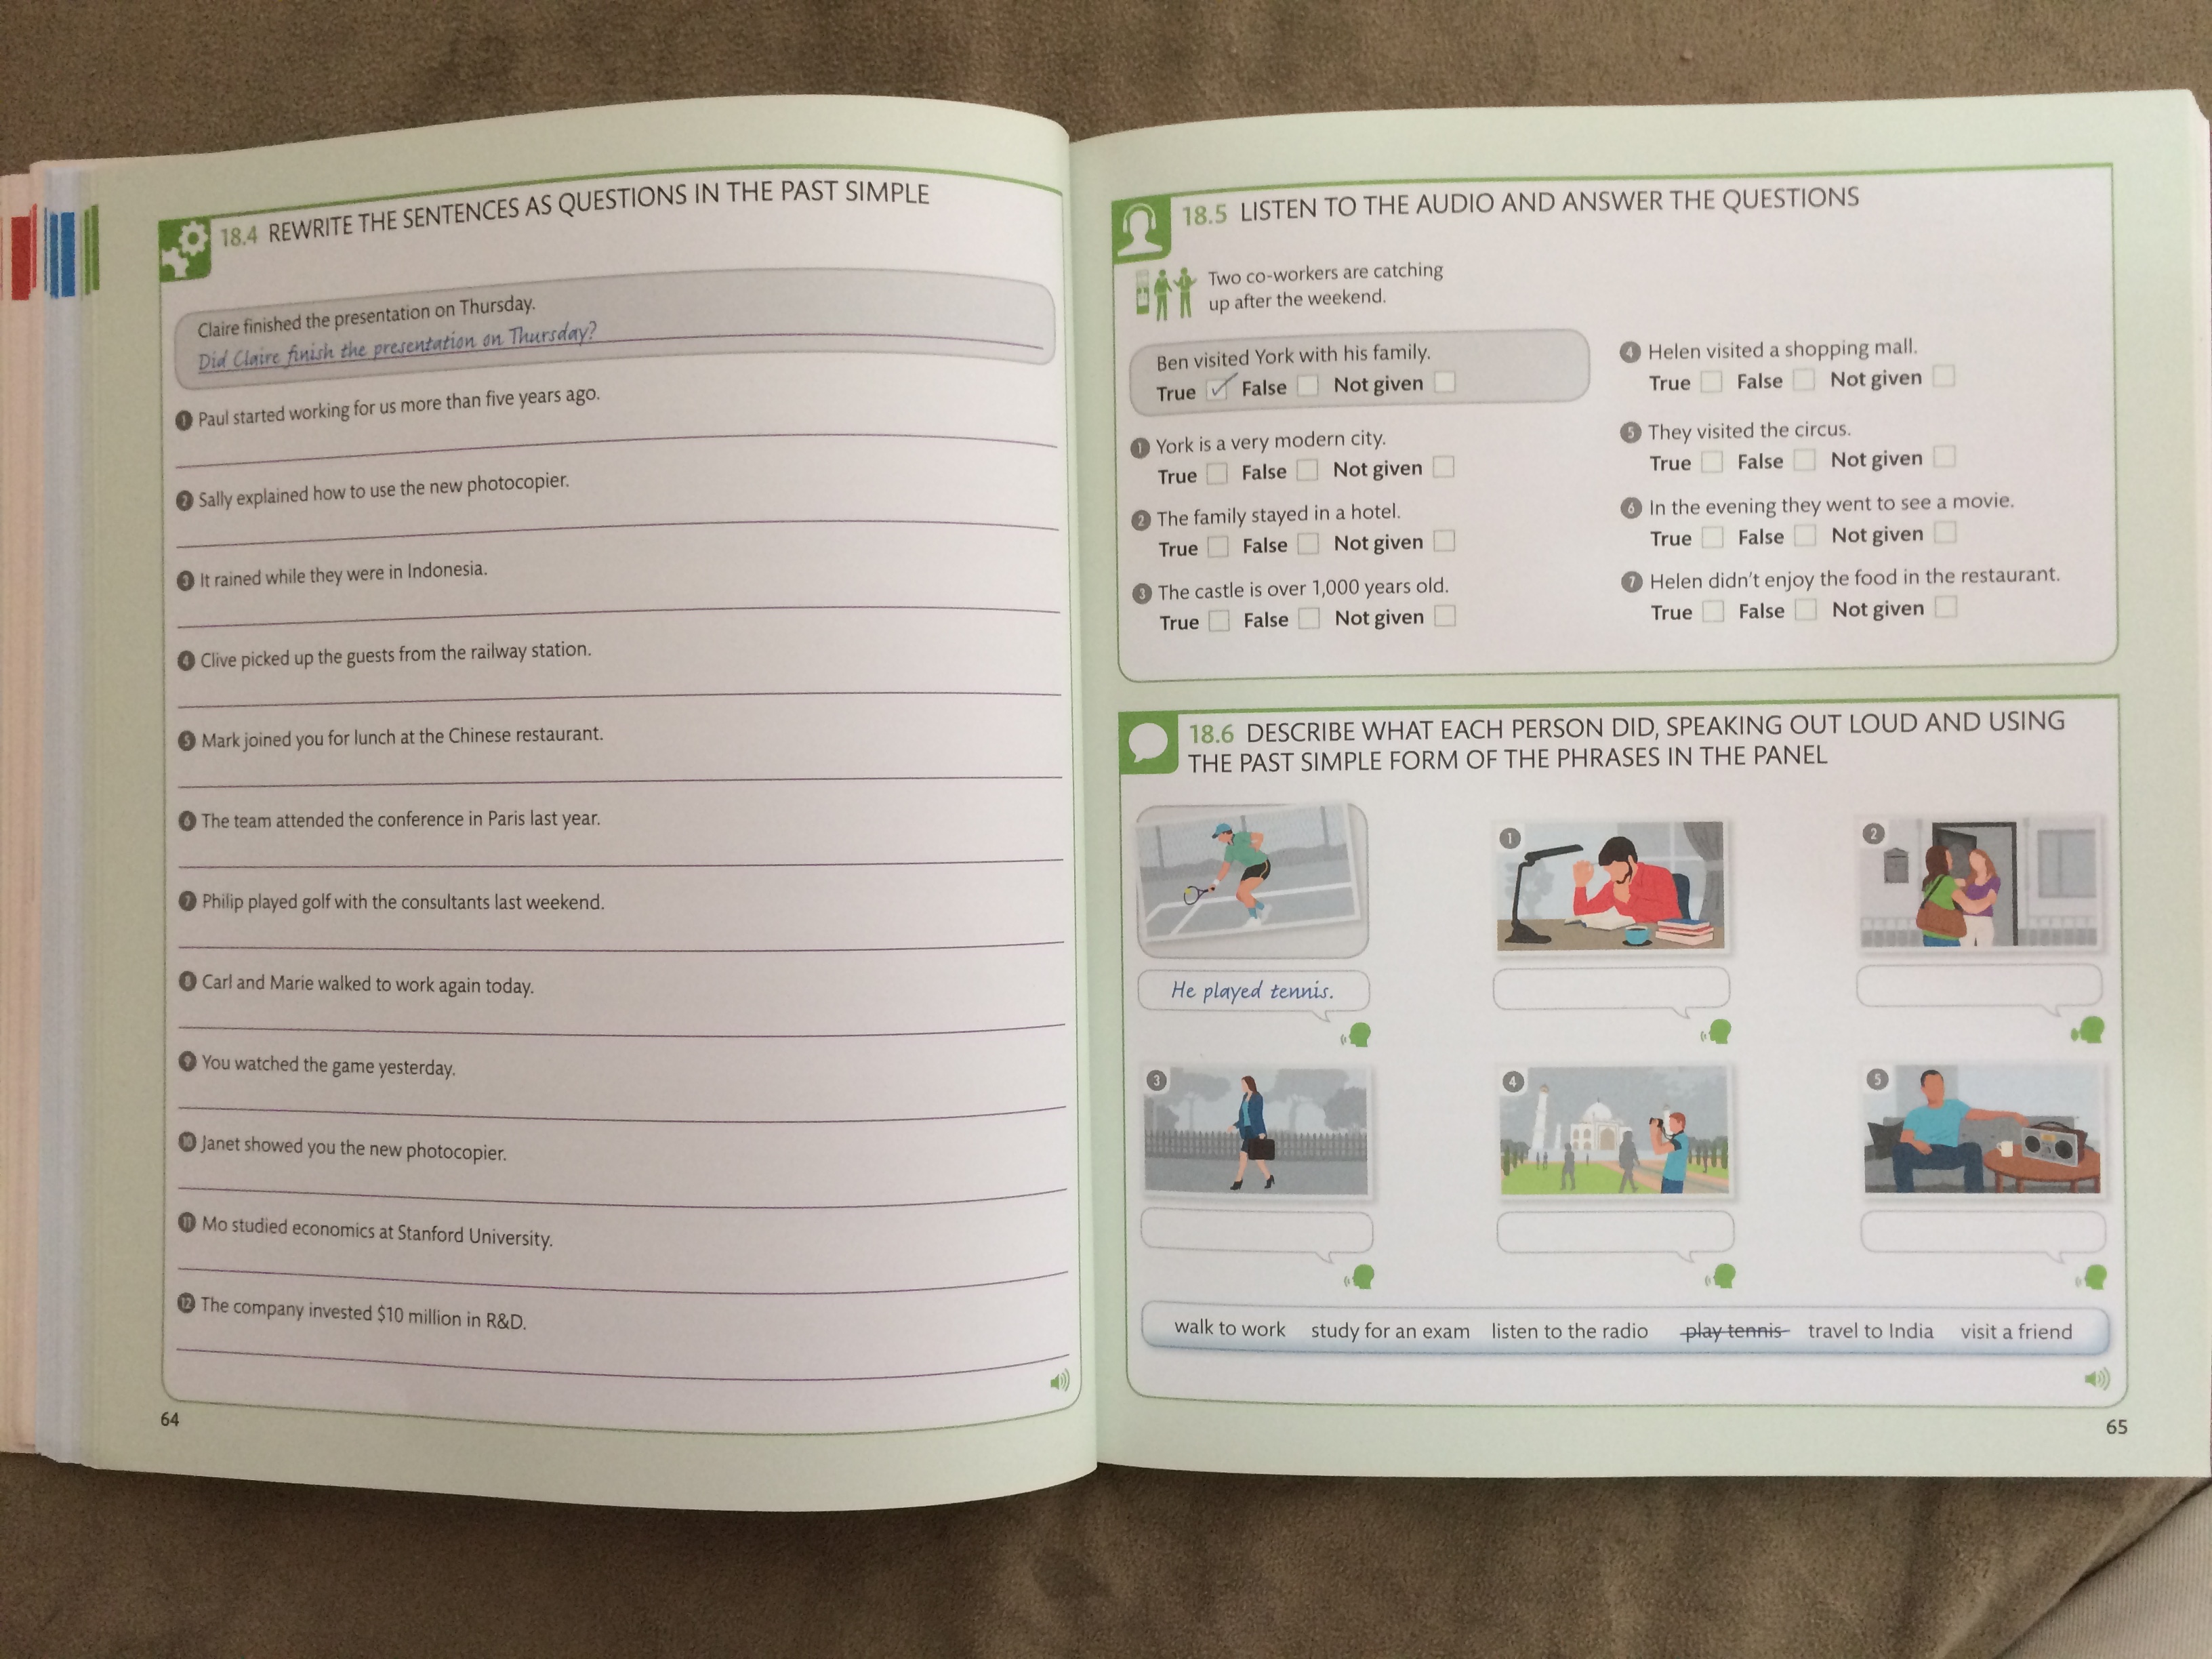 18.4 REWRITE THE SENTENCES AS QUESTIONS IN THE PAST SIMPLE
Claire finished the presentation on Thursday.
Did Claire finish the presentation on Thursday?
1 Paul started working for us more than five years ago.
2 Sally explained how to use the new photocopier.
3 It rained while they were in Indonesia.
4 Clive picked up the guests from the railway station.
5 Mark joined you for lunch at the Chinese restaurant.
6 The team attended the conference in Paris last year.
7 Philip played golf with the consultants last weekend.
8 Carl and Marie walked to work again today.
9 You watched the game yesterday.
10 Janet showed you the new photocopier.
11 Mo studied economics at Stanford University.
12 The company invested $10 million in R&D.
64
18.5 LISTEN TO THE AUDIO AND ANSWER THE QUESTIONS
Two co-workers are catching
up after the weekend.
Ben visited York with his family.
True False Not given
1 York is a very modern city.
True False Not given
2 The family stayed in a hotel.
True False Not given
3 The castle is over 1,000 years old.
True False Not given
4 Helen visited a shopping mall.
True False Not given
5 They visited the circus.
True False Not given
6 In the evening they went to see a movie.
True False Not given
7 Helen didn't enjoy the food in the restaurant.
True False Not given
18.6 DESCRIBE WHAT EACH PERSON DID, SPEAKING OUT LOUD AND USING
THE PAST SIMPLE FORM OF THE PHRASES IN THE PANEL
He played tennis.
1
2
3
4
5
walk to work study for an exam listen to the radio play tennis travel to India visit a friend
65